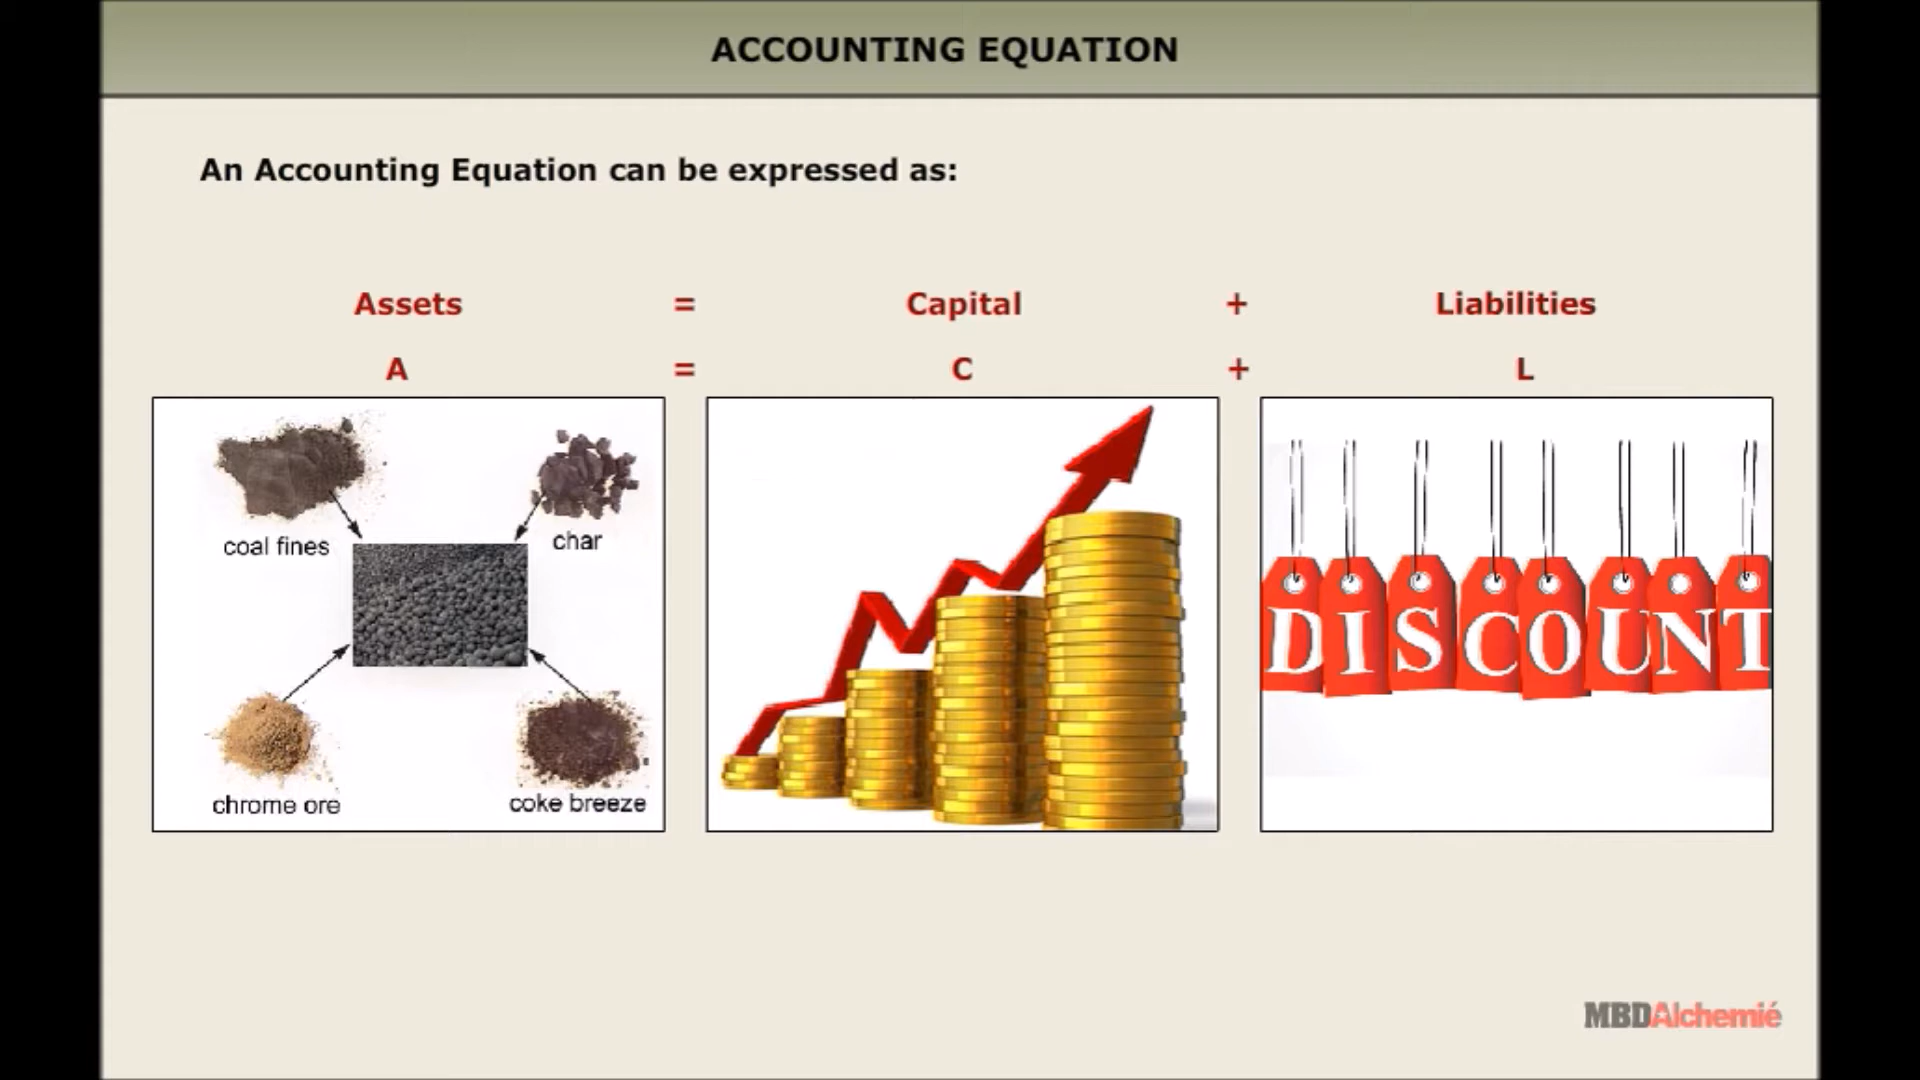 ACCOUNTING EQUATION
An Accounting Equation can be expressed as:
Assets = Capital + Liabilities
A = C + L
coal fines
char
chrome ore
coke breeze
DISCOUNT
MBDAlchemié